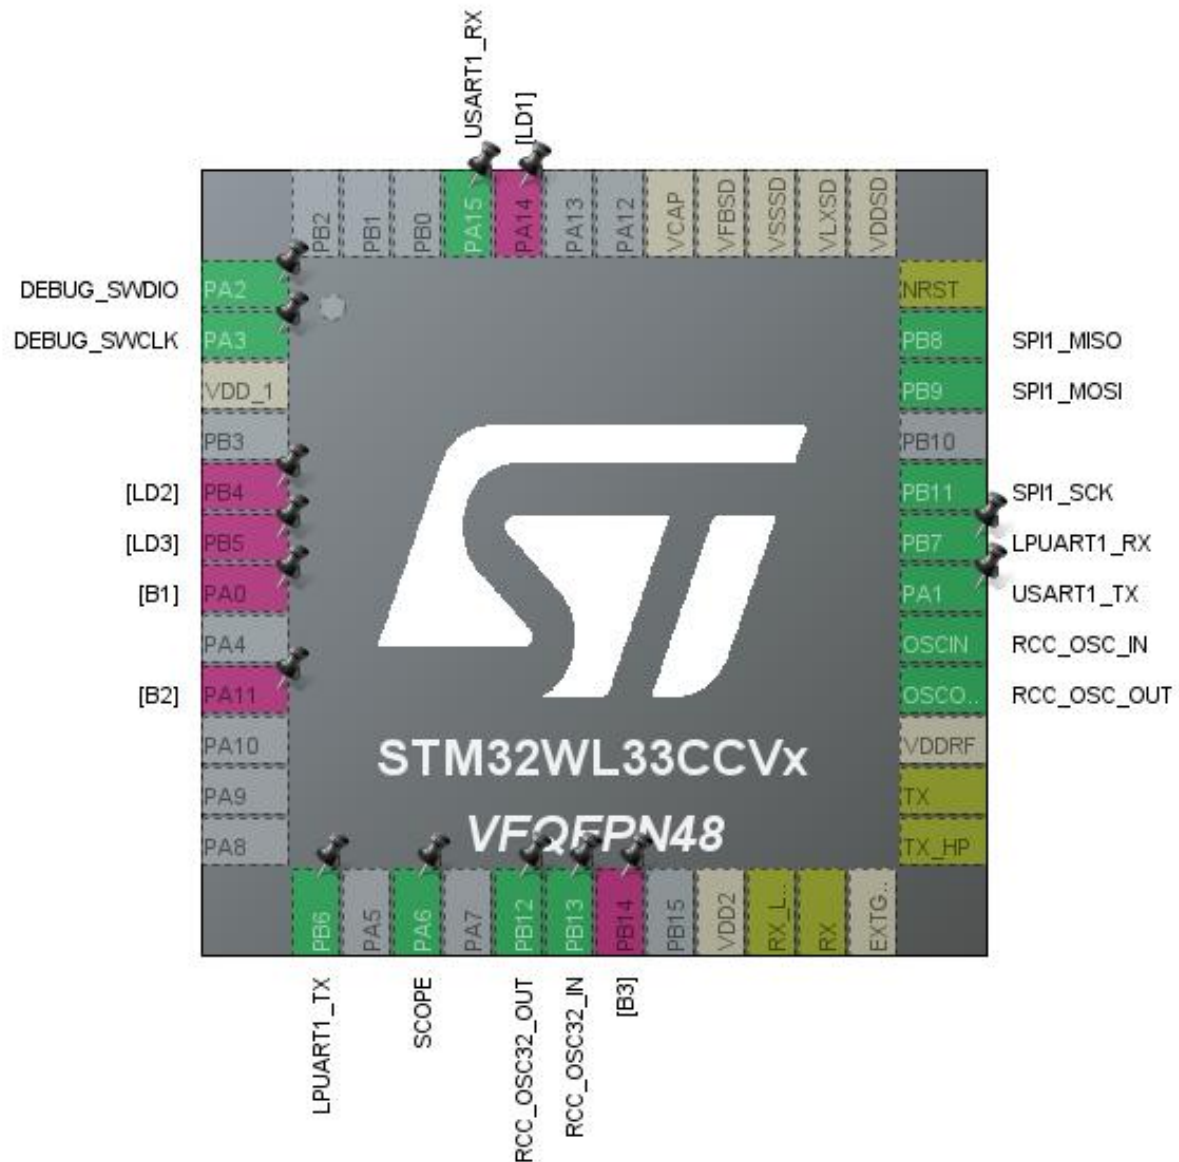 USART1_RX
[LD1]
PB2
PB1
PB0
PA15
PA14
PA13
PA12
VCAP
VFBSD
VSSSD
VLXSD
VDDSD
DEBUG_SWDIO
PA2
DEBUG_SWCLK
PA3
VDD_1
PB3
[LD2]
PB4
[LD3]
PB5
[B1]
PA0
PA4
[B2]
PA11
PA10
PA9
PA8
STM32WL33CCVx
VFQFPN48
NRST
PB8
SPI1_MISO
PB9
SPI1_MOSI
PB10
PB11
SPI1_SCK
PB7
LPUART1_RX
PA1
USART1_TX
OSCIN
RCC_OSC_IN
OSCO..
RCC_OSC_OUT
VDDRF
TX
TX_HP
PB6
PA5
PA6
PA7
PB12
PB13
PB14
PB15
VDD2
RX_L...
RX
EXTG..
LPUART1_TX
SCOPE
RCC_OSC32_OUT
RCC_OSC32_IN
[B3]